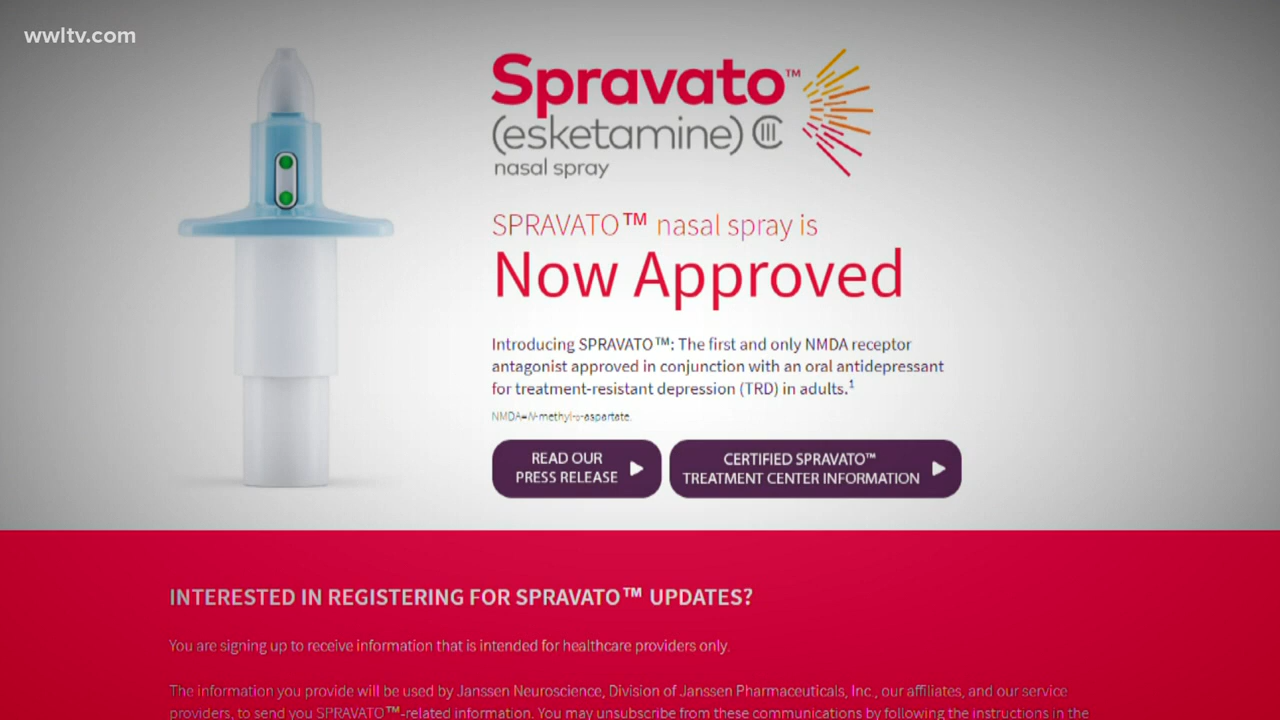 wwltv.com
Spravato™
(esketamine) CIII
nasal spray
SPRAVATO™ nasal spray is
Now Approved
Introducing SPRAVATO™: The first and only NMDA receptor
antagonist approved in conjunction with an oral antidepressant
for treatment-resistant depression (TRD) in adults.¹
NMDA=N-methyl-D-aspartate.
READ OUR
PRESS RELEASE
CERTIFIED SPRAVATO™
TREATMENT CENTER INFORMATION
INTERESTED IN REGISTERING FOR SPRAVATO™ UPDATES?
You are signing up to receive information that is intended for healthcare providers only.
The information you provide will be used by Janssen Neuroscience, Division of Janssen Pharmaceuticals, Inc., our affiliates, and our service
providers, to send you SPRAVATO™-related information. You may unsubscribe from these communications by following the instructions in the